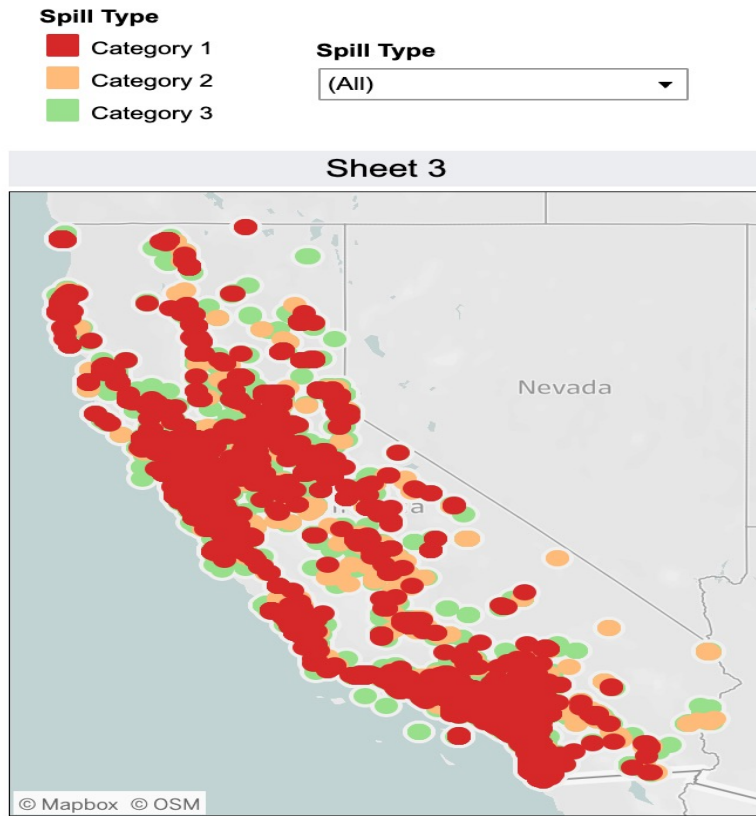 Spill Type
Category 1
Category 2
Category 3
Spill Type
(All)
Sheet 3
Nevada
© Mapbox © OSM